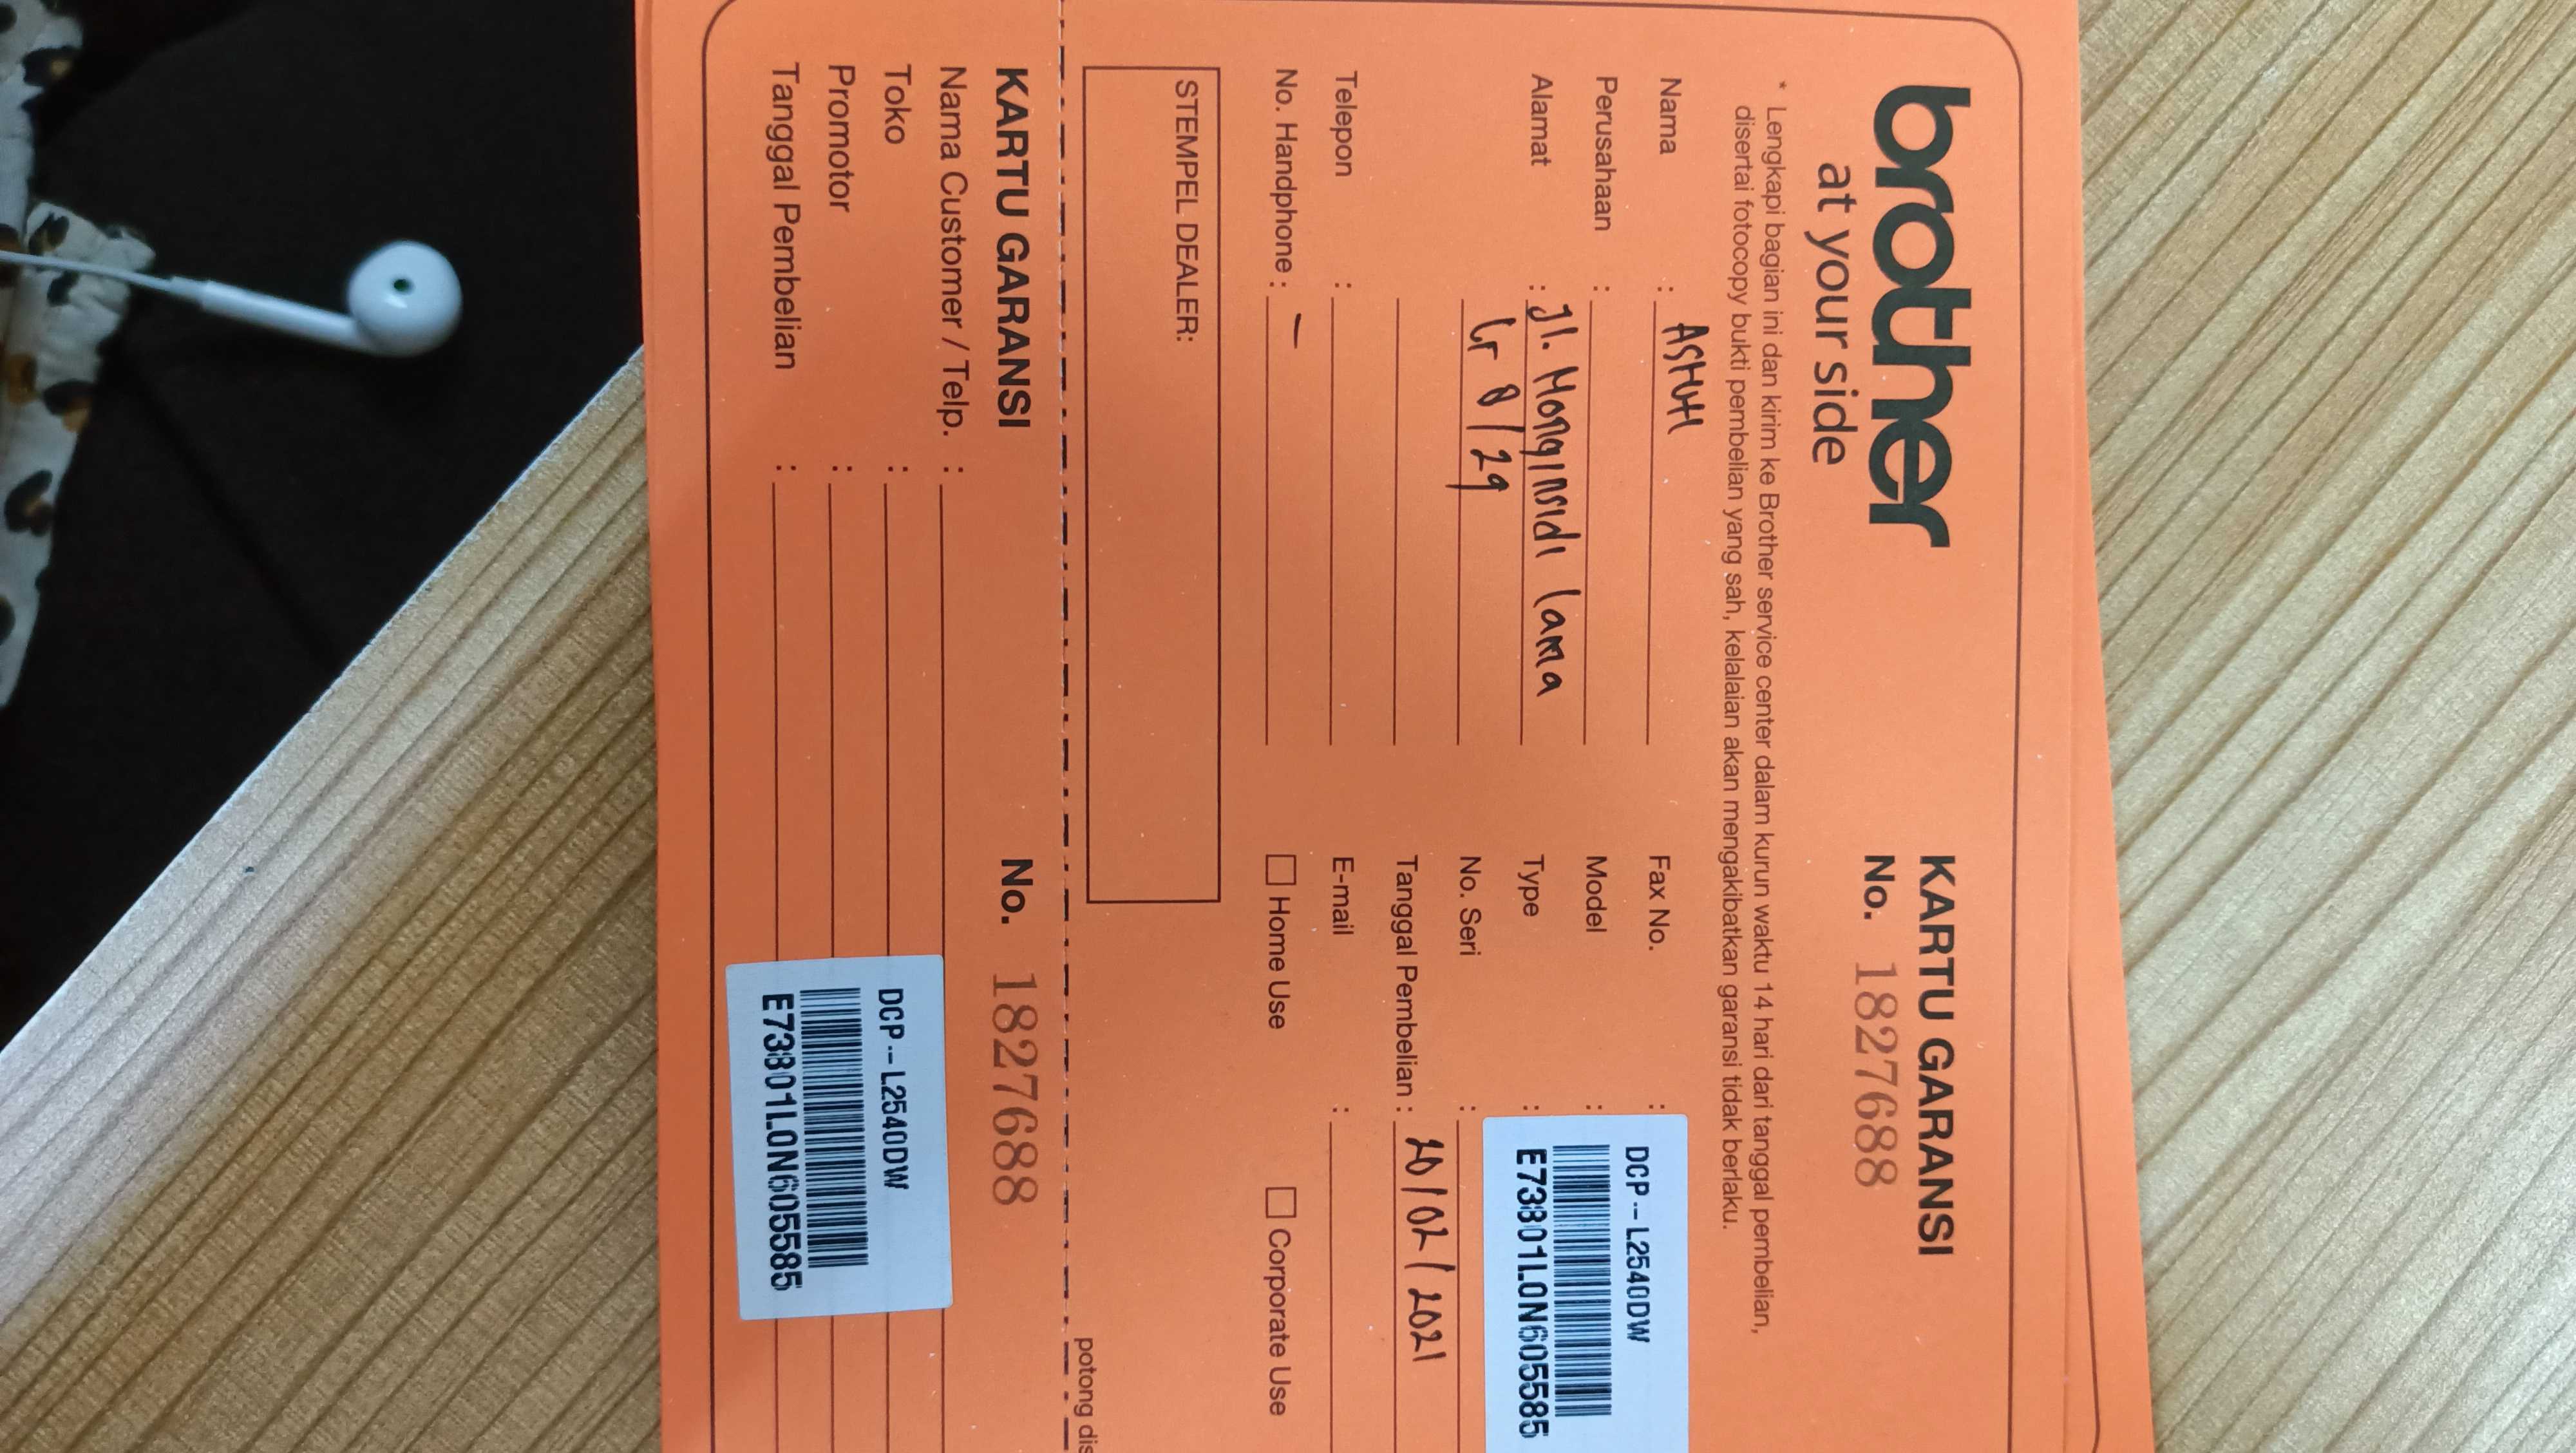 brother
at your side
KARTU GARANSI
No. 1827688
* Lengkapi bagian ini dan kirim ke Brother service center dalam kurun waktu 14 hari dari tanggal pembelian,
disertai fotocopy bukti pembelian yang sah, kelalaian akan mengakibatkan garansi tidak berlaku.
Nama : Astuti
Perusahaan :
Alamat : Jl. Monginsidi lama
Lr 8 / 29
Telepon :
No. Handphone : –
Fax No. :
Model :
Type :
No. Seri :
DCP--L2540DW
E73801L0N605585
Tanggal Pembelian : 20/02/2021
E-mail :
Home Use
Corporate Use
STEMPEL DEALER:
potong dis
KARTU GARANSI
No. 1827688
Nama Customer / Telp. :
Toko :
Promotor :
Tanggal Pembelian :
DCP--L2540DW
E73801L0N605585